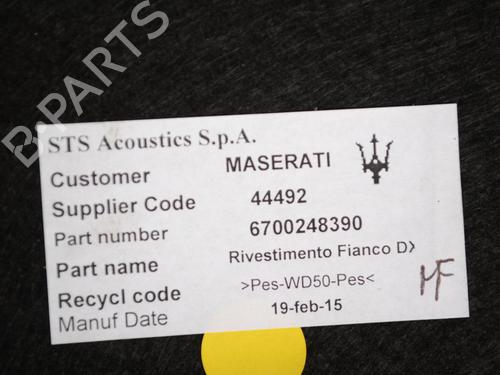 B-PARTS
STS Acoustics S.p.A.
Customer MASERATI
Supplier Code 44492
Part number 6700248390
Part name Rivestimento Fianco DX
Recycl code >Pes-WD50-Pes<
Manuf Date 19-feb-15
MF